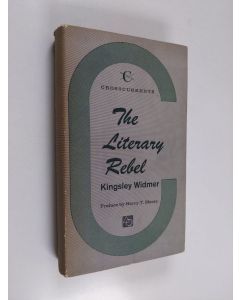 CROSSCURRENTS
The
Literary
Rebel
Kingsley Widmer
Preface by Harry T. Moore